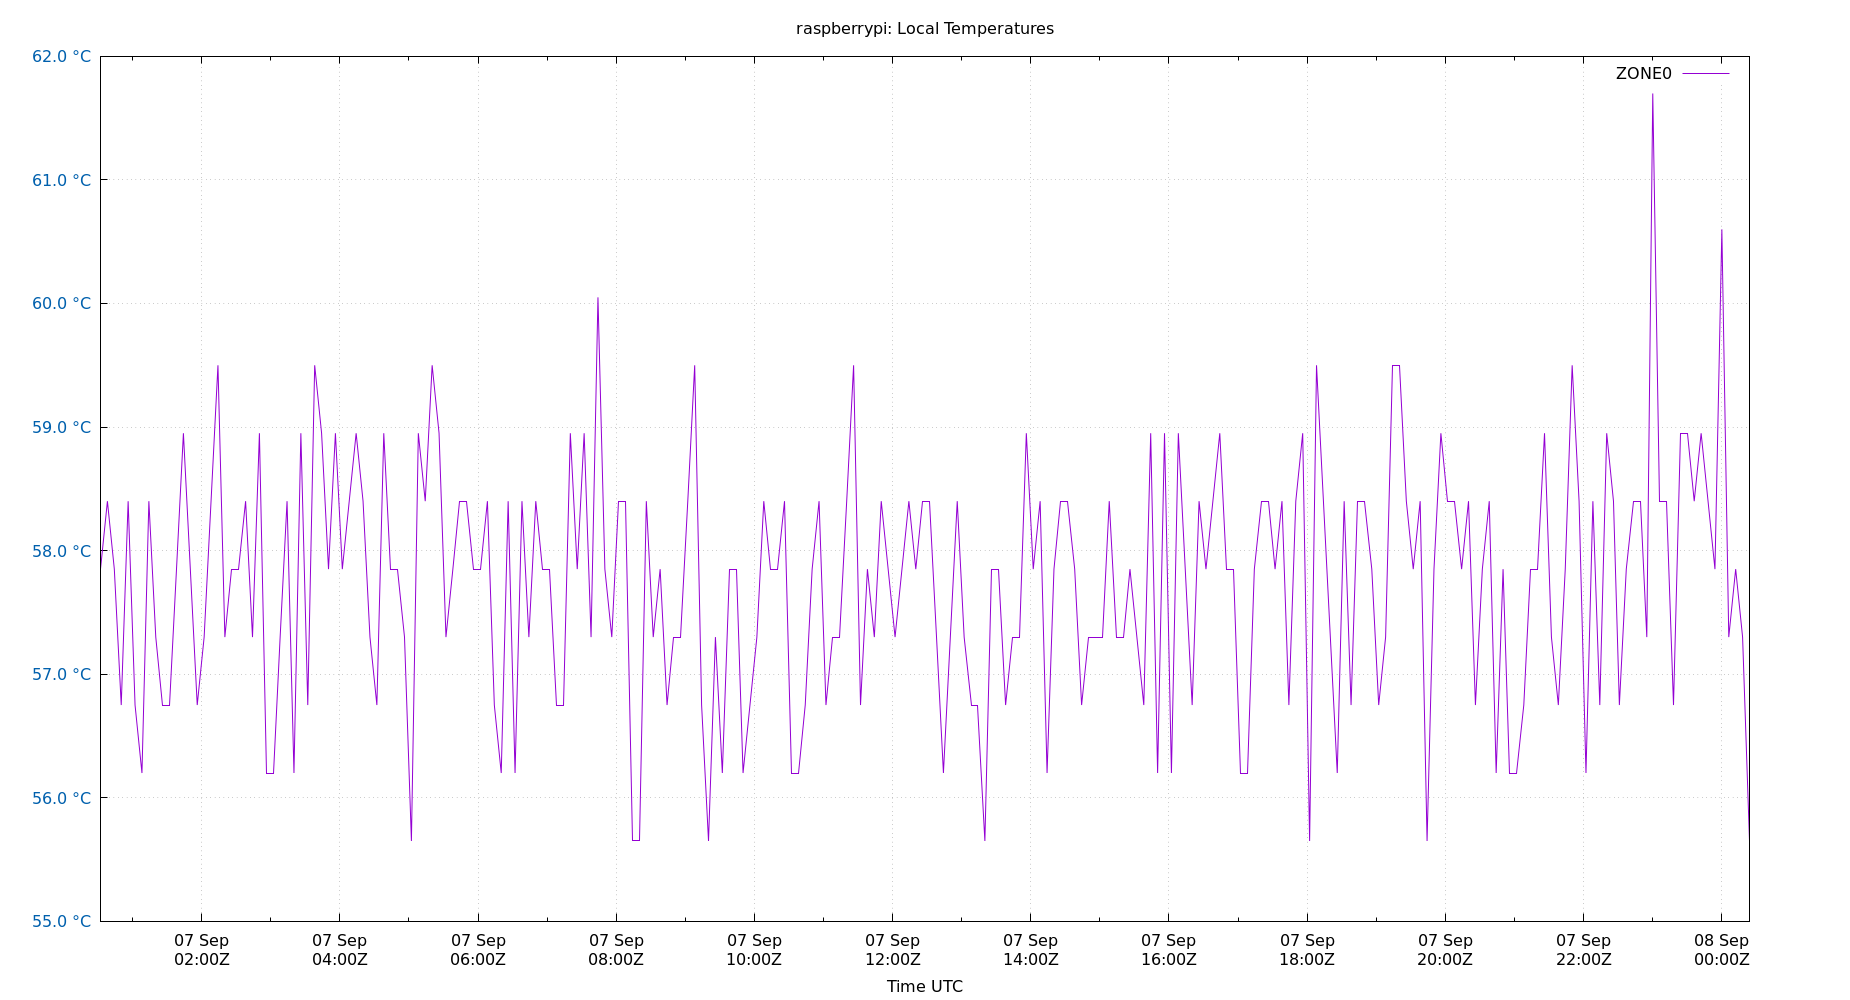 raspberrypi: Local Temperatures
62.0 °C
ZONE0
61.0 °C
60.0 °C
59.0 °C
58.0 °C
57.0 °C
56.0 °C
55.0 °C
07 Sep 07 Sep 07 Sep 07 Sep 07 Sep 07 Sep 07 Sep 07 Sep 07 Sep 07 Sep 07 Sep 08 Sep
02:00Z 04:00Z 06:00Z 08:00Z 10:00Z 12:00Z 14:00Z 16:00Z 18:00Z 20:00Z 22:00Z 00:00Z
Time UTC